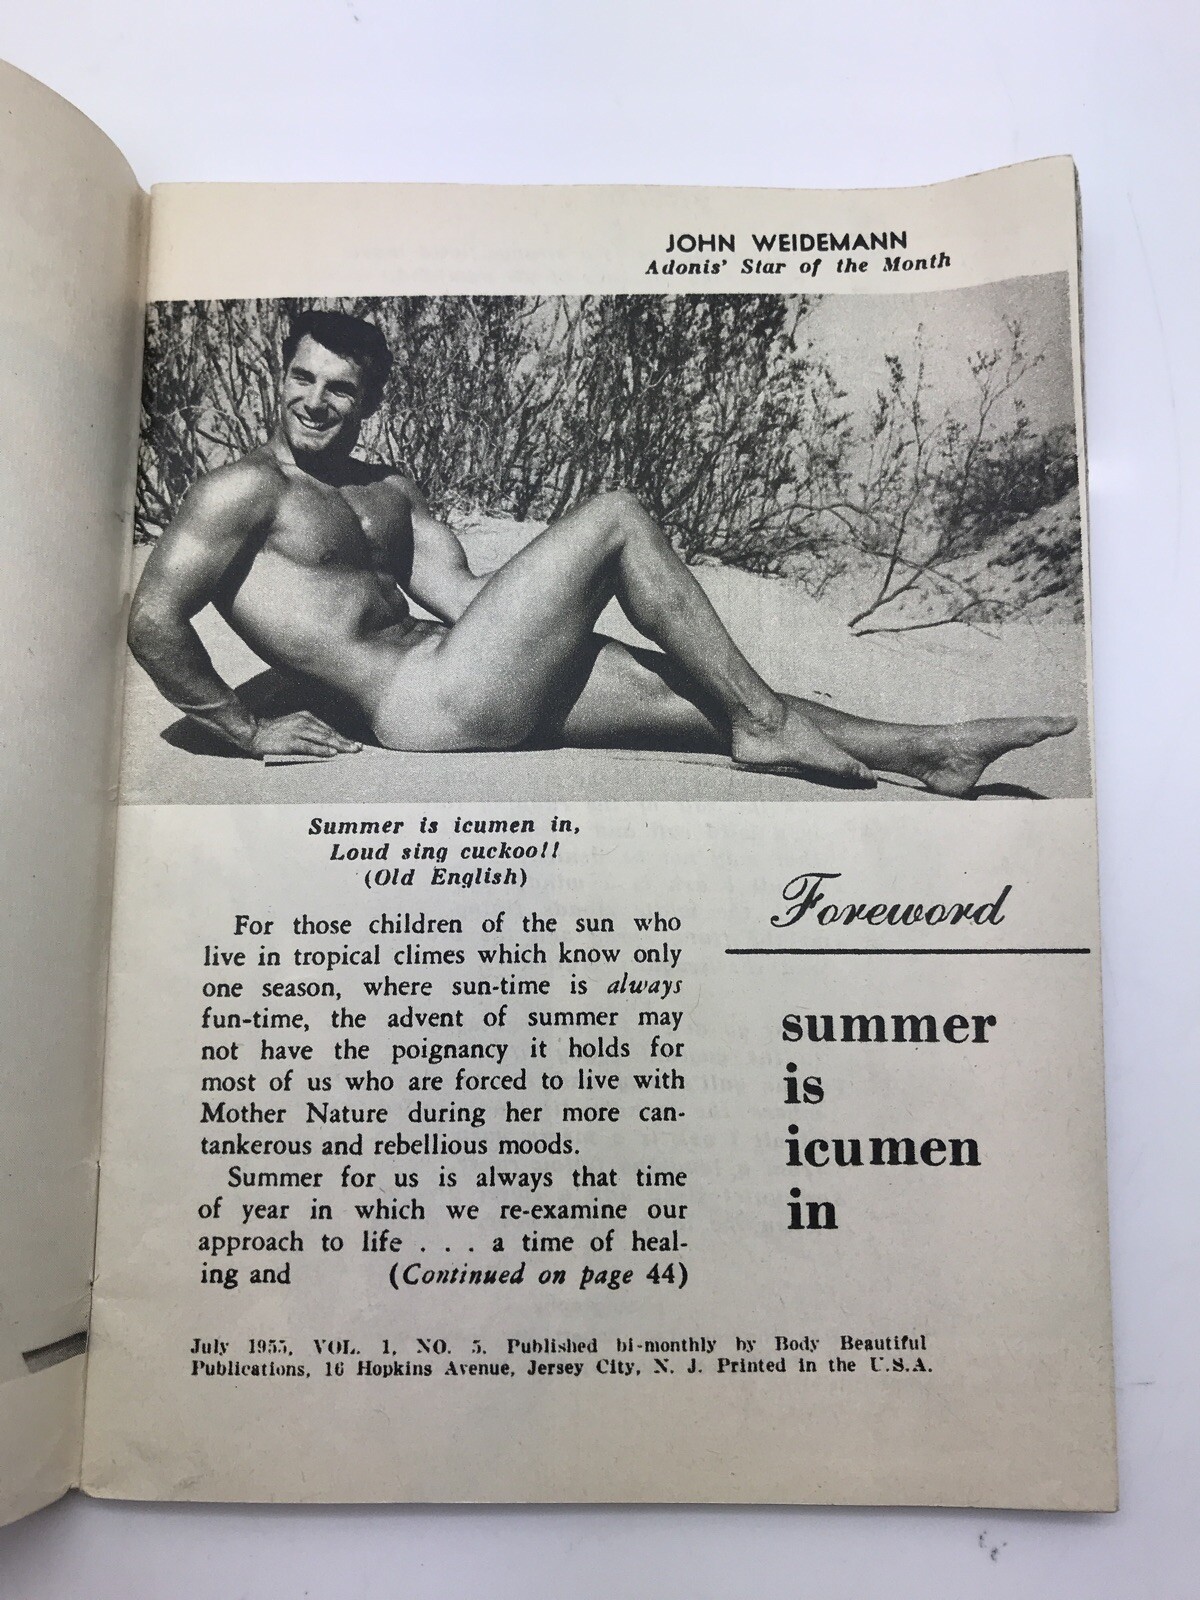 JOHN WEIDEMANN
Adonis' Star of the Month
Summer is icumen in,
Loud sing cuckoo!!
(Old English)
For those children of the sun who
live in tropical climes which know only
one season, where sun-time is always
fun-time, the advent of summer may
not have the poignancy it holds for
most of us who are forced to live with
Mother Nature during her more can-
tankerous and rebellious moods.
Summer for us is always that time
of year in which we re-examine our
approach to life . . . a time of heal-
ing and (Continued on page 44)
Foreword
summer
is
icumen
in
July 1955, VOL. 1, NO. 5. Published bi-monthly by Body Beautiful
Publications, 16 Hopkins Avenue, Jersey City, N. J. Printed in the U.S.A.